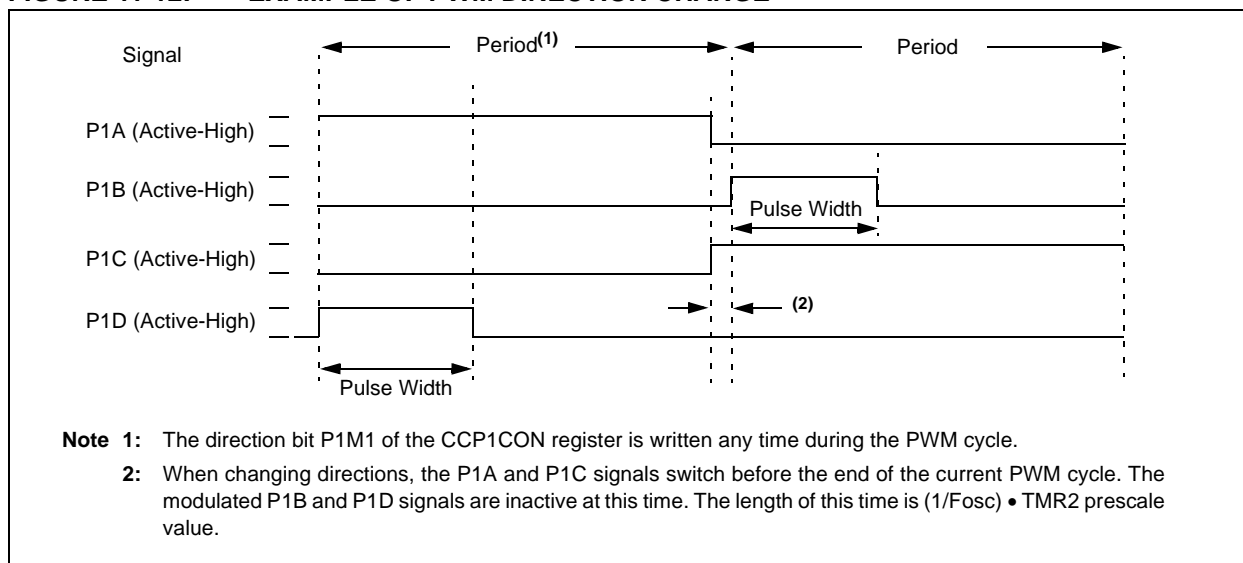 Signal
Period(1)
Period
P1A (Active-High)
P1B (Active-High)
Pulse Width
P1C (Active-High)
(2)
P1D (Active-High)
Pulse Width
Note 1: The direction bit P1M1 of the CCP1CON register is written any time during the PWM cycle.
2: When changing directions, the P1A and P1C signals switch before the end of the current PWM cycle. The
modulated P1B and P1D signals are inactive at this time. The length of this time is (1/Fosc) • TMR2 prescale
value.